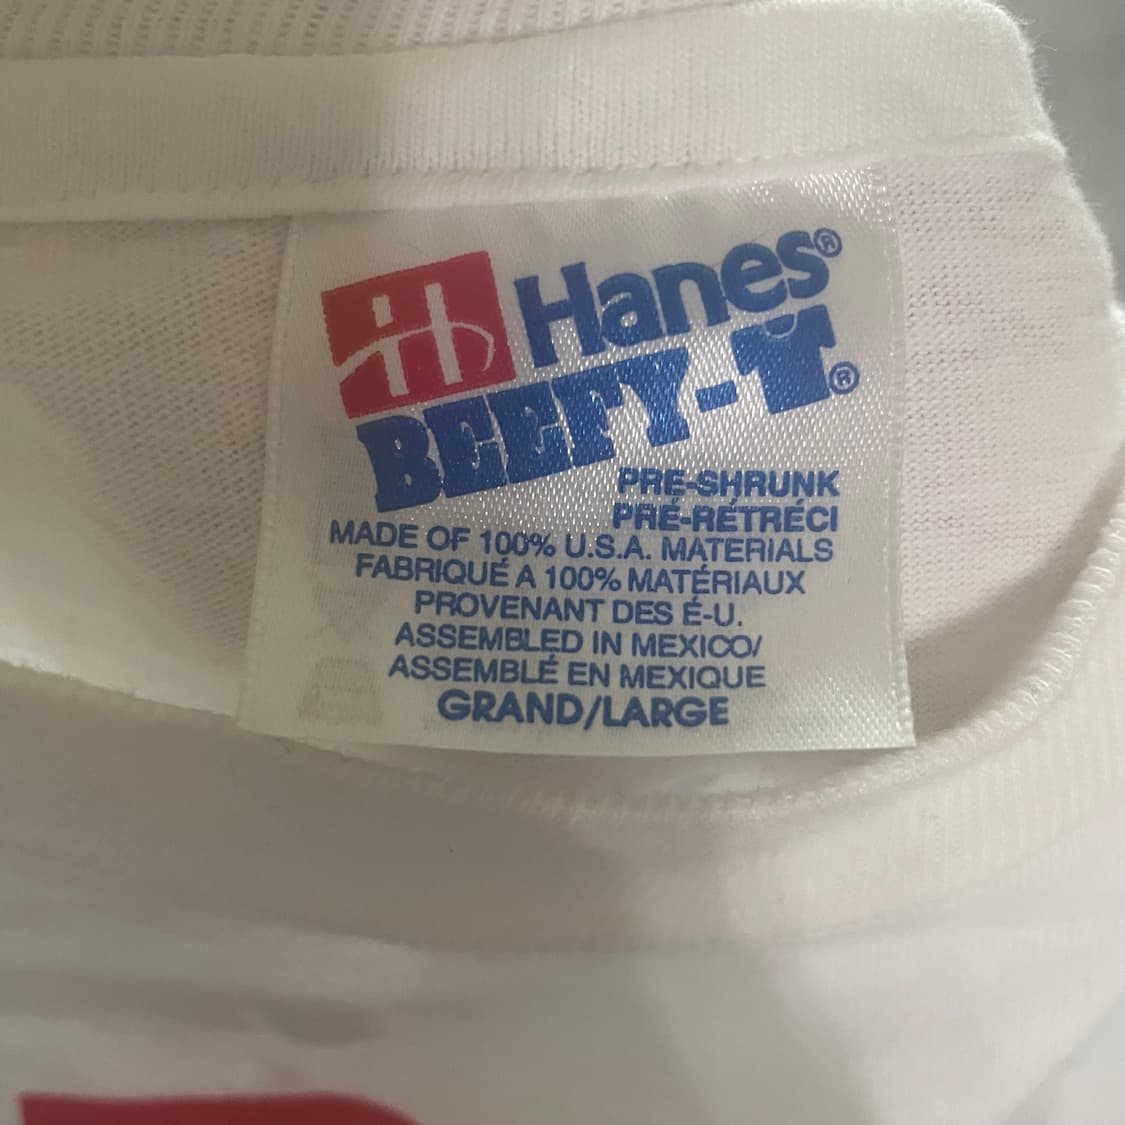 Hanes®
BEEFY-T®
PRE-SHRUNK
PRÉ-RÉTRÉCI
MADE OF 100% U.S.A. MATERIALS
FABRIQUÉ A 100% MATÉRIAUX
PROVENANT DES É-U.
ASSEMBLED IN MEXICO/
ASSEMBLÉ EN MEXIQUE
GRAND/LARGE